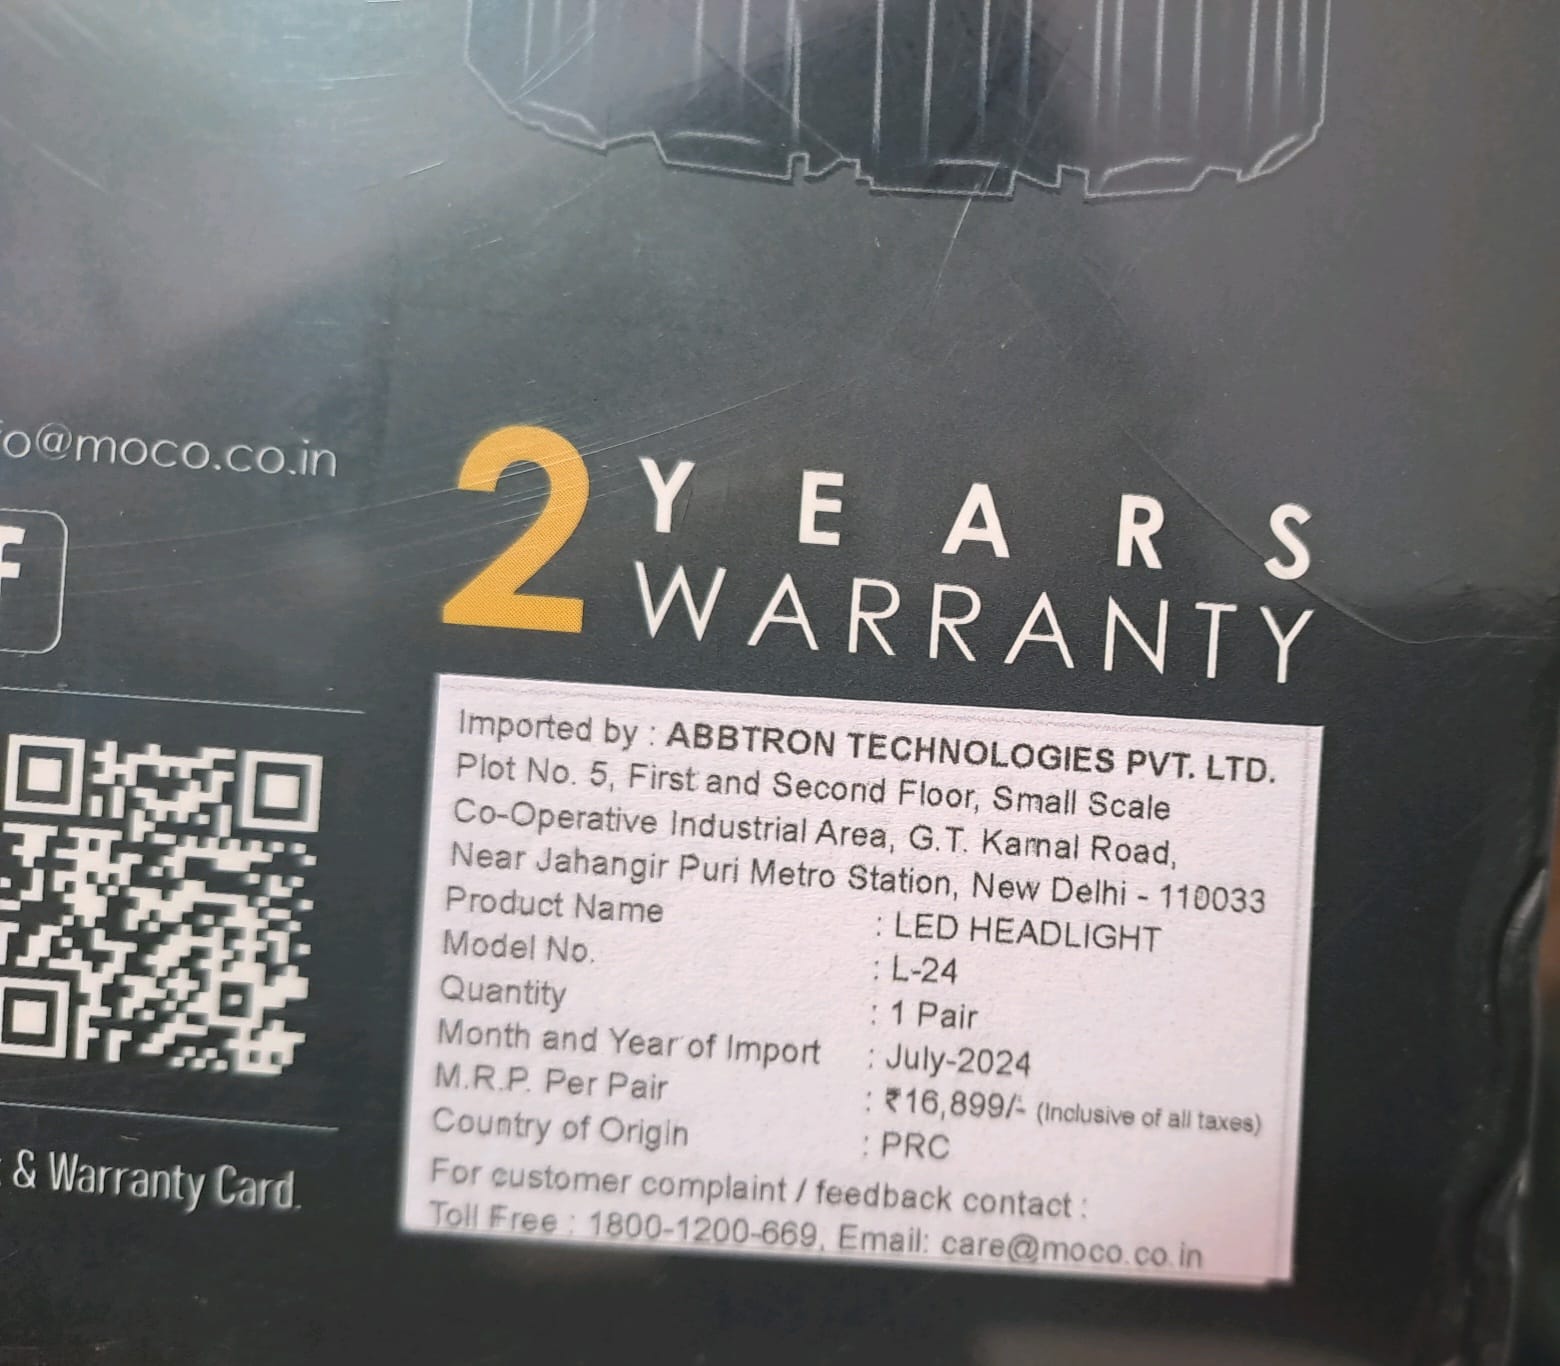 o@moco.co.in
f
2 YEARS
WARRANTY
Imported by : ABBTRON TECHNOLOGIES PVT. LTD.
Plot No. 5, First and Second Floor, Small Scale
Co-Operative Industrial Area, G.T. Karnal Road,
Near Jahangir Puri Metro Station, New Delhi - 110033
Product Name : LED HEADLIGHT
Model No. : L-24
Quantity : 1 Pair
Month and Year of Import : July-2024
M.R.P. Per Pair : ₹16,899/- (Inclusive of all taxes)
Country of Origin : PRC
For customer complaint / feedback contact :
Toll Free : 1800-1200-669, Email: care@moco.co.in
& Warranty Card.